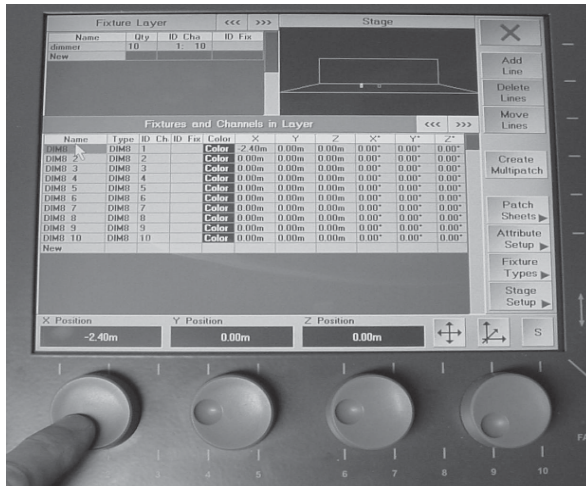 Fixture Layer <<< >>>
Name Qty ID Cha ID Fix
dimmer 10 1: 10
New
Stage
Add Line
Delete Lines
Move Lines
Create Multipatch
Patch Sheets
Attribute Setup
Fixture Types
Stage Setup
Fixtures and Channels in Layer <<< >>>
Name Type ID Ch ID Fix Color X Y Z X° Y° Z°
DIM8 DIM8 1 Color -2.40m 0.00m 0.00m 0.00° 0.00° 0.00°
DIM8 2 DIM8 2 Color 0.00m 0.00m 0.00m 0.00° 0.00° 0.00°
DIM8 3 DIM8 3 Color 0.00m 0.00m 0.00m 0.00° 0.00° 0.00°
DIM8 4 DIM8 4 Color 0.00m 0.00m 0.00m 0.00° 0.00° 0.00°
DIM8 5 DIM8 5 Color 0.00m 0.00m 0.00m 0.00° 0.00° 0.00°
DIM8 6 DIM8 6 Color 0.00m 0.00m 0.00m 0.00° 0.00° 0.00°
DIM8 7 DIM8 7 Color 0.00m 0.00m 0.00m 0.00° 0.00° 0.00°
DIM8 8 DIM8 8 Color 0.00m 0.00m 0.00m 0.00° 0.00° 0.00°
DIM8 9 DIM8 9 Color 0.00m 0.00m 0.00m 0.00° 0.00° 0.00°
DIM8 10 DIM8 10 Color 0.00m 0.00m 0.00m 0.00° 0.00° 0.00°
New
X Position Y Position Z Position
-2.40m 0.00m 0.00m S
FA
3 4 5 6 7 8 9 10